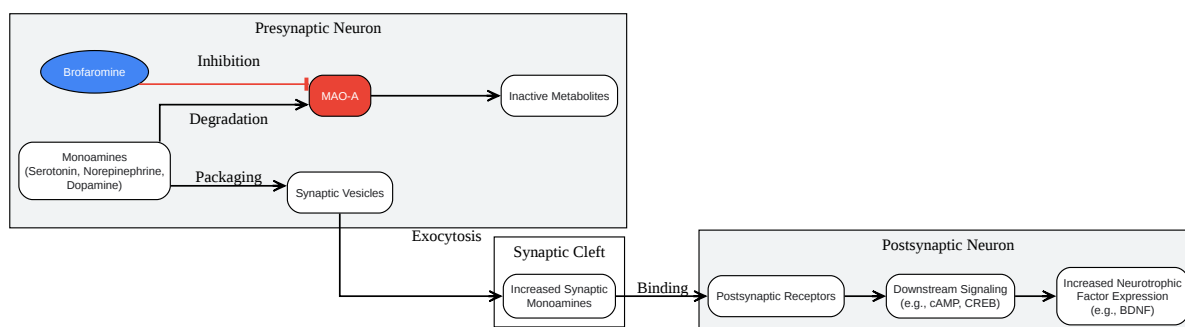 Presynaptic Neuron
Brofaromine
Inhibition
MAO-A
Inactive Metabolites
Degradation
Monoamines
(Serotonin, Norepinephrine,
Dopamine)
Packaging
Synaptic Vesicles
Exocytosis
Synaptic Cleft
Increased Synaptic
Monoamines
Binding
Postsynaptic Neuron
Postsynaptic Receptors
Downstream Signaling
(e.g., cAMP, CREB)
Increased Neurotrophic
Factor Expression
(e.g., BDNF)